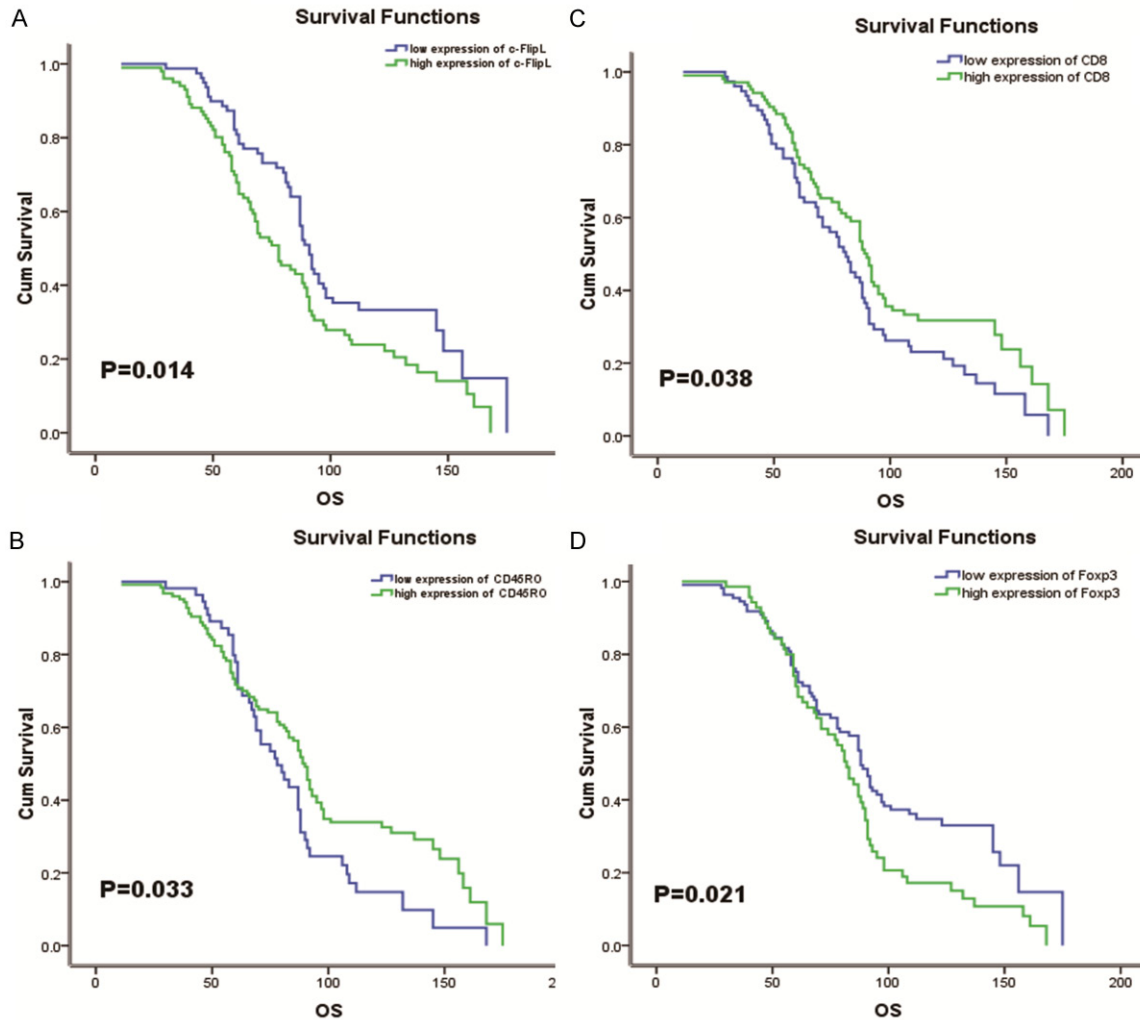 A
Survival Functions
low expression of c-FlipL
high expression of c-FlipL
1.0
0.8
0.6
0.4
0.2
0.0
Cum Survival
P=0.014
0 50 100 150
OS
C
Survival Functions
low expression of CD8
high expression of CD8
1.0
0.8
0.6
0.4
0.2
0.0
Cum Survival
P=0.038
0 50 100 150 200
OS
B
Survival Functions
low expression of CD45RO
high expression of CD45RO
1.0
0.8
0.6
0.4
0.2
0.0
Cum Survival
P=0.033
0 50 100 150 2
OS
D
Survival Functions
low expression of Foxp3
high expression of Foxp3
1.0
0.8
0.6
0.4
0.2
0.0
Cum Survival
P=0.021
0 50 100 150 200
OS